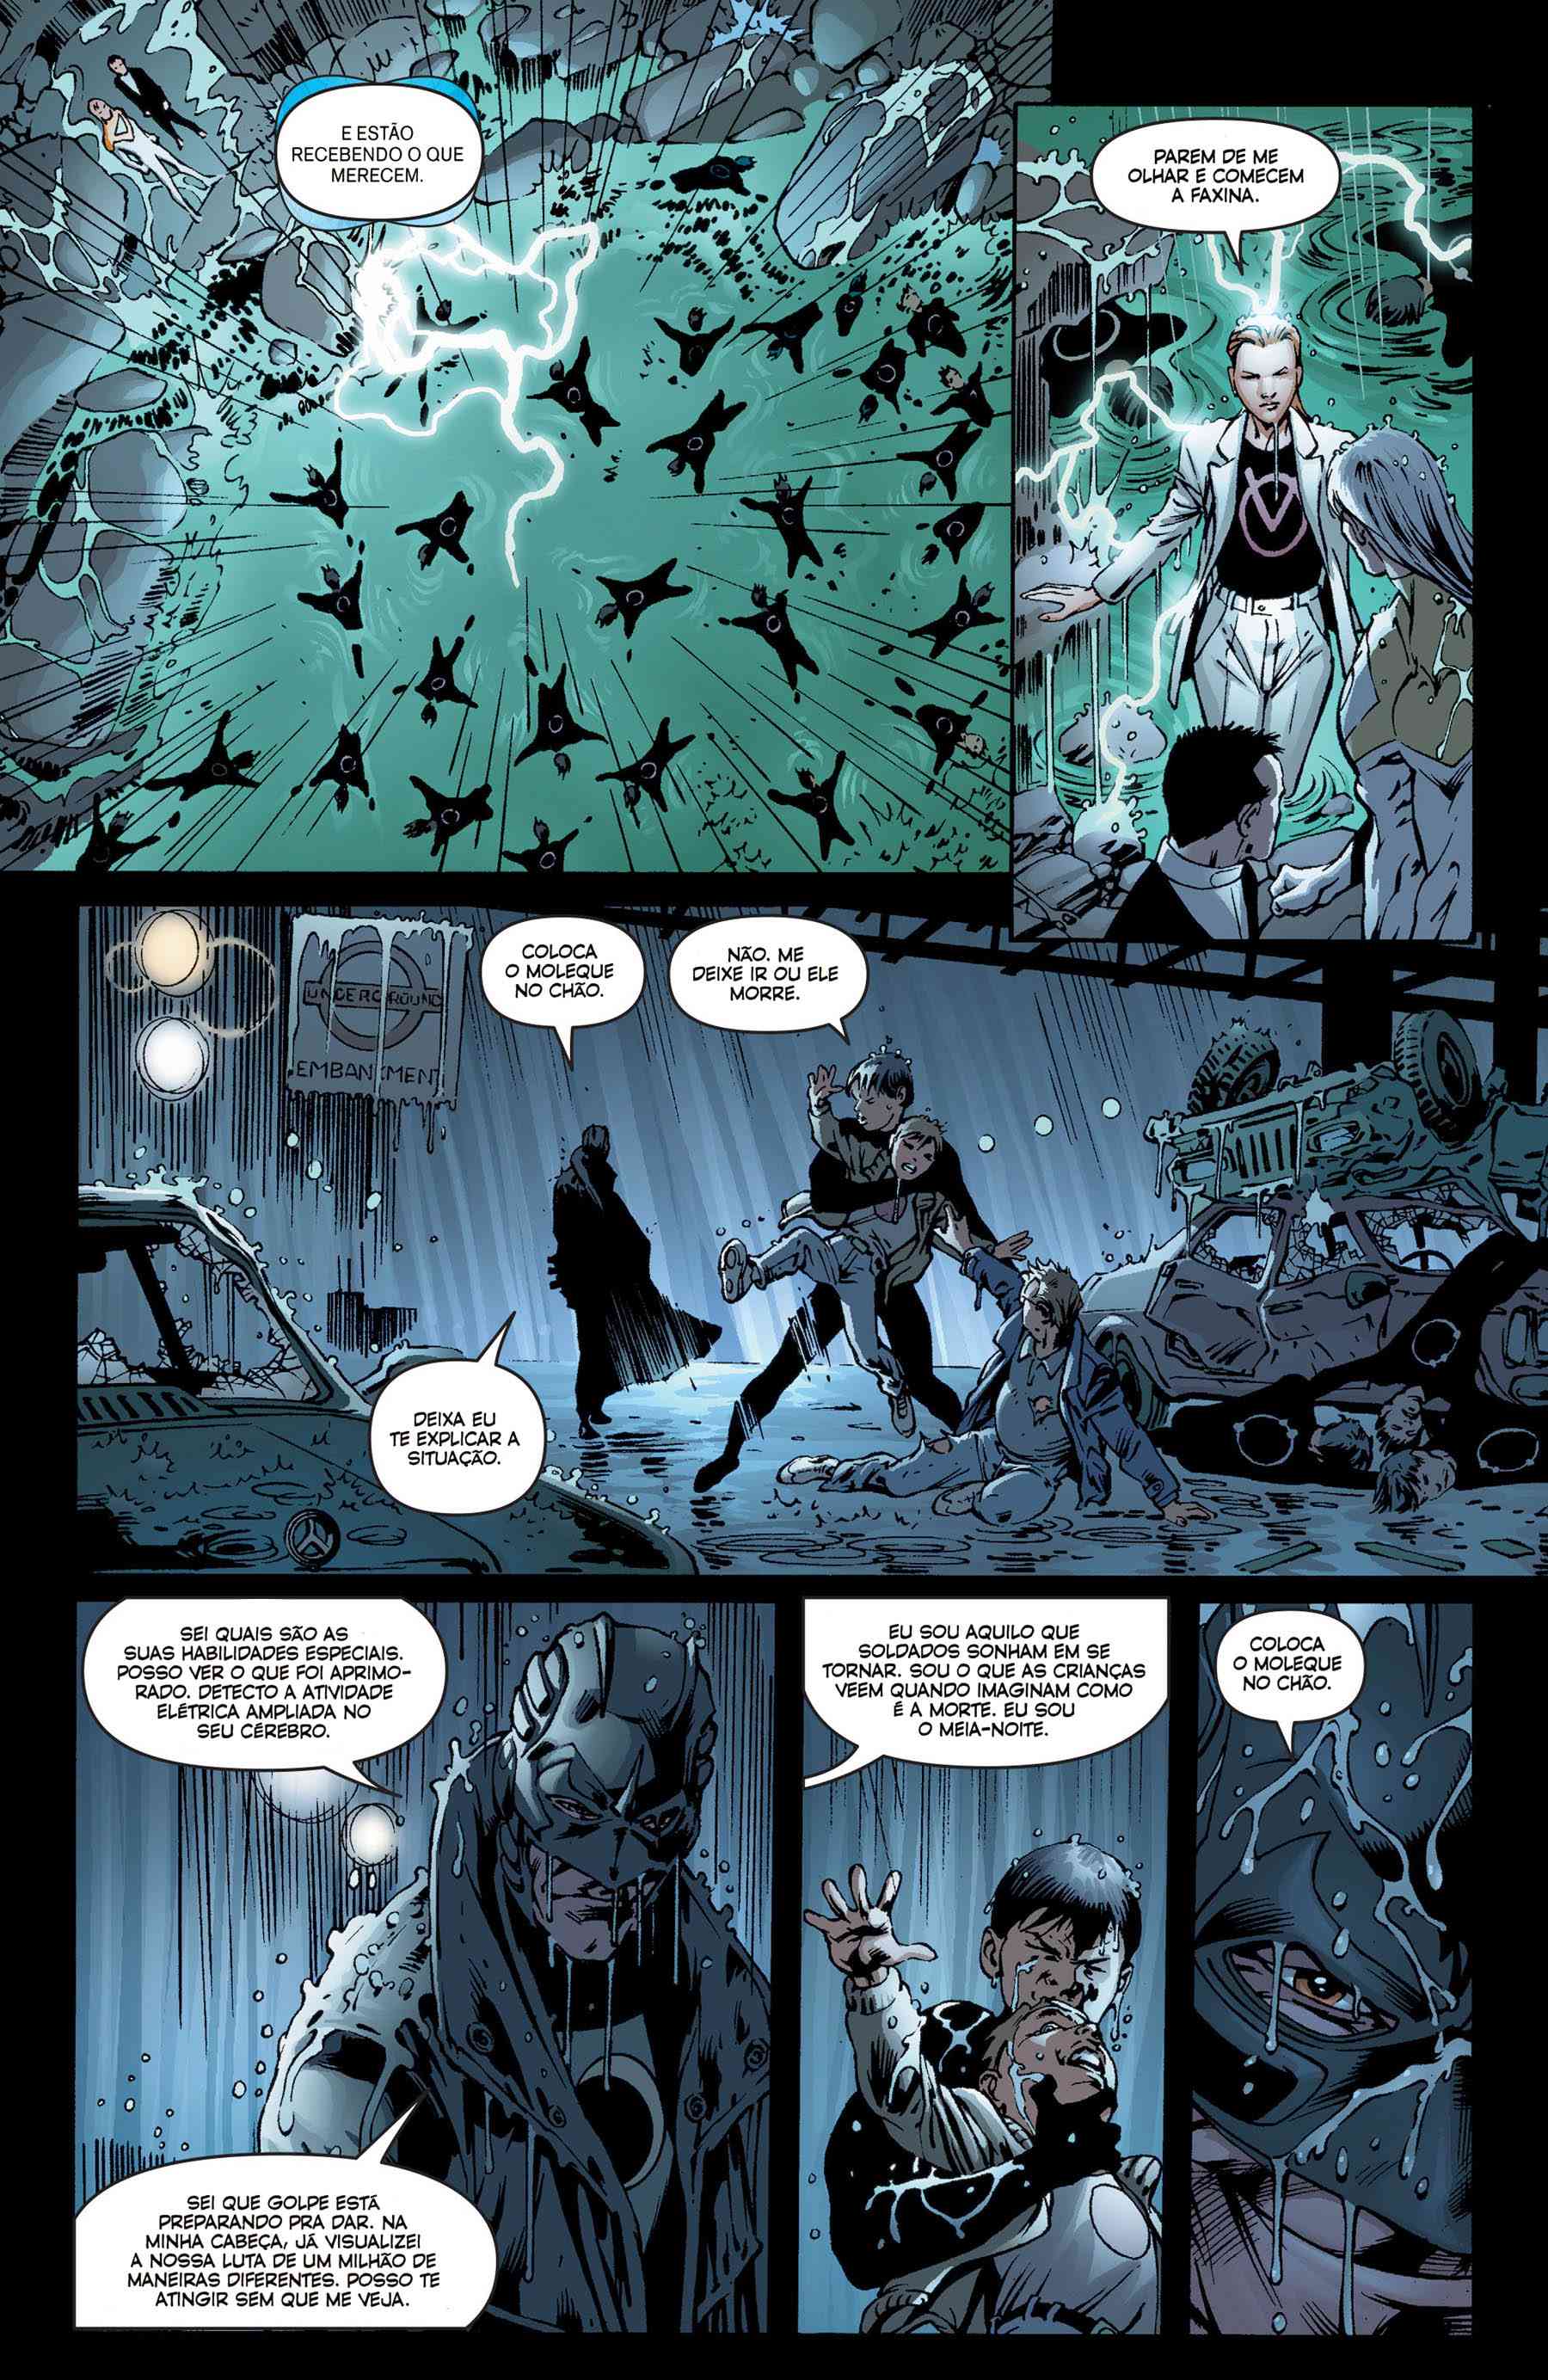 E ESTÃO
RECEBENDO O QUE
MERECEM.
PAREM DE ME
OLHAR E COMECEM
A FAXINA.
UNDERGROUND
EMBANKMENT
COLOCA
O MOLEQUE
NO CHÃO.
NÃO. ME
DEIXE IR OU ELE
MORRE.
DEIXA EU
TE EXPLICAR A
SITUAÇÃO.
SEI QUAIS SÃO AS
SUAS HABILIDADES ESPECIAIS.
POSSO VER O QUE FOI APRIMO-
RADO. DETECTO A ATIVIDADE
ELÉTRICA AMPLIADA NO
SEU CÉREBRO.
SEI QUE GOLPE ESTÁ
PREPARANDO PRA DAR. NA
MINHA CABEÇA, JÁ VISUALIZEI
A NOSSA LUTA DE UM MILHÃO DE
MANEIRAS DIFERENTES. POSSO TE
ATINGIR SEM QUE ME VEJA.
EU SOU AQUILO QUE
SOLDADOS SONHAM EM SE
TORNAR. SOU O QUE AS CRIANÇAS
VEEM QUANDO IMAGINAM COMO
É A MORTE. EU SOU
O MEIA-NOITE.
COLOCA
O MOLEQUE
NO CHÃO.